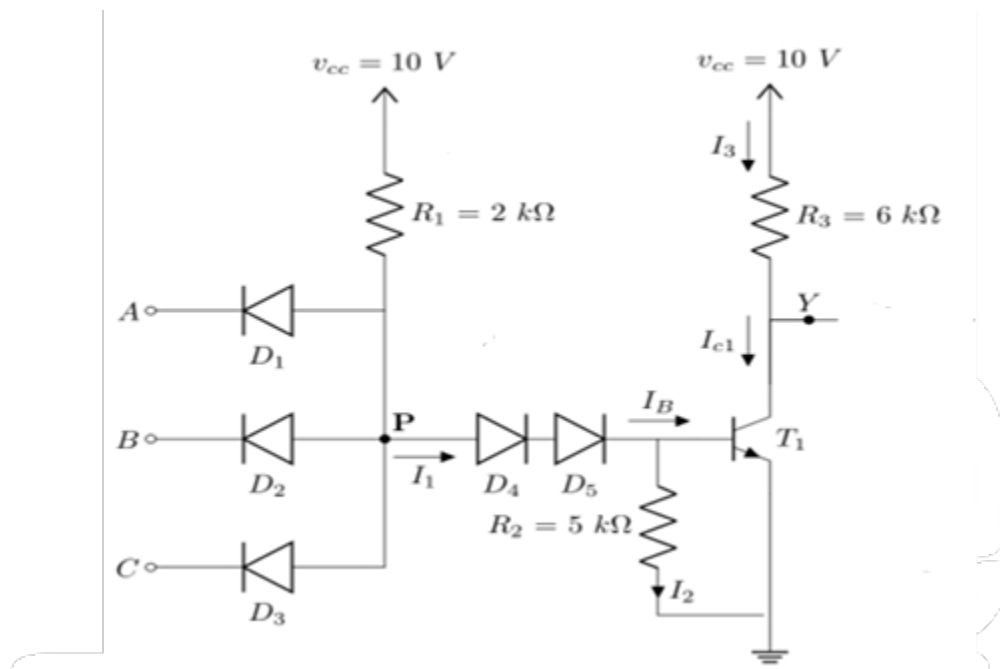 v_cc = 10 V
v_cc = 10 V
I_3
R_1 = 2 kΩ
R_3 = 6 kΩ
A
Y
D_1
I_c1
I_B
B
P
T_1
D_2
I_1
D_4
D_5
R_2 = 5 kΩ
C
I_2
D_3